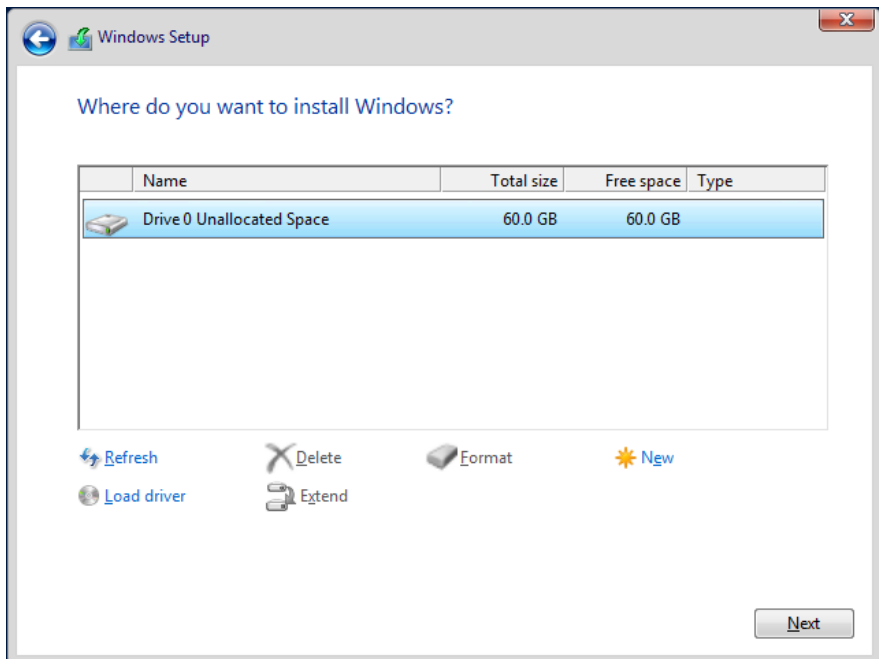 Windows Setup
Where do you want to install Windows?
Name Total size Free space Type
Drive 0 Unallocated Space 60.0 GB 60.0 GB
Refresh Delete Format New
Load driver Extend
Next